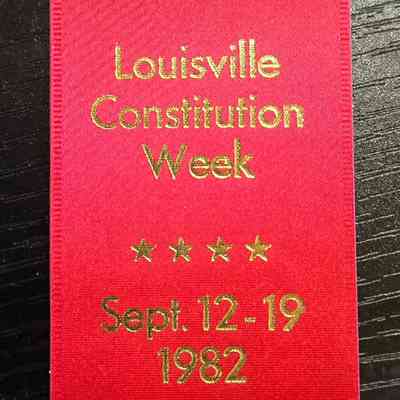 Louisville
Constitution
Week
★ ★ ★ ★
Sept. 12-19
1982